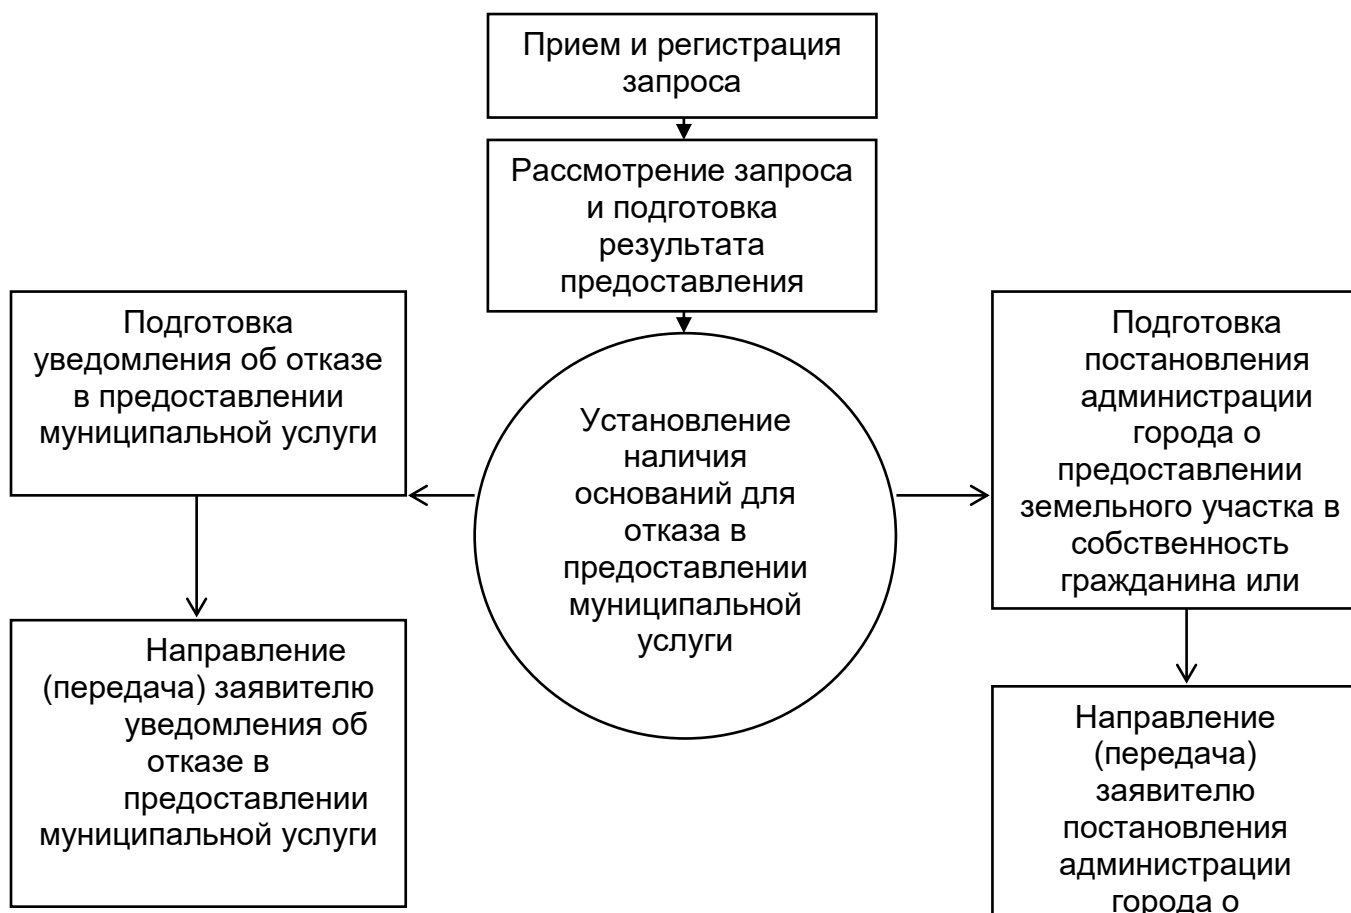 Прием и регистрация
запроса
Рассмотрение запроса
и подготовка
результата
предоставления
Подготовка
уведомления об отказе
в предоставлении
муниципальной услуги
Установление
наличия
оснований для
отказа в
предоставлении
муниципальной
услуги
Подготовка
постановления
администрации
города о
предоставлении
земельного участка в
собственность
гражданина или
Направление
(передача) заявителю
уведомления об
отказе в
предоставлении
муниципальной услуги
Направление
(передача)
заявителю
постановления
администрации
города о